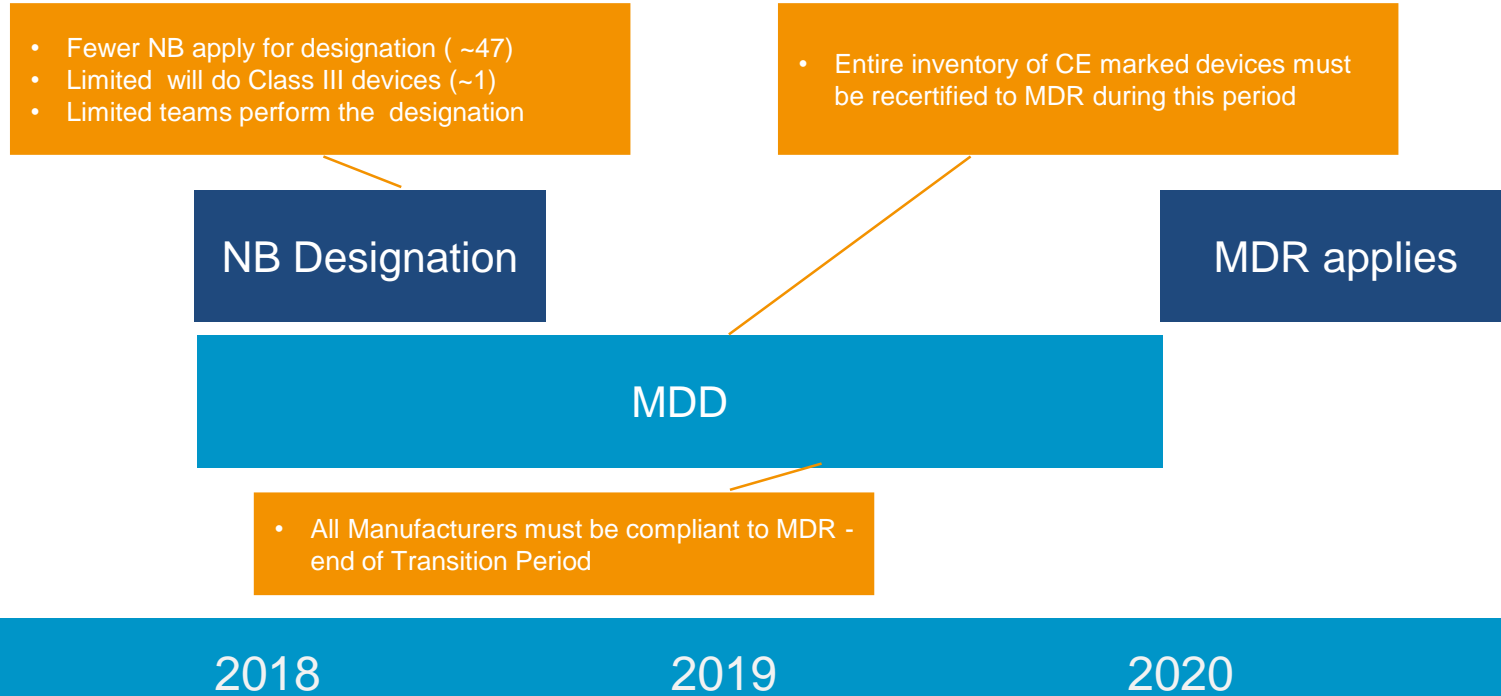 • Fewer NB apply for designation ( ~47)
• Limited will do Class III devices (~1)
• Limited teams perform the designation
• Entire inventory of CE marked devices must
be recertified to MDR during this period
NB Designation
MDR applies
MDD
• All Manufacturers must be compliant to MDR -
end of Transition Period
2018
2019
2020